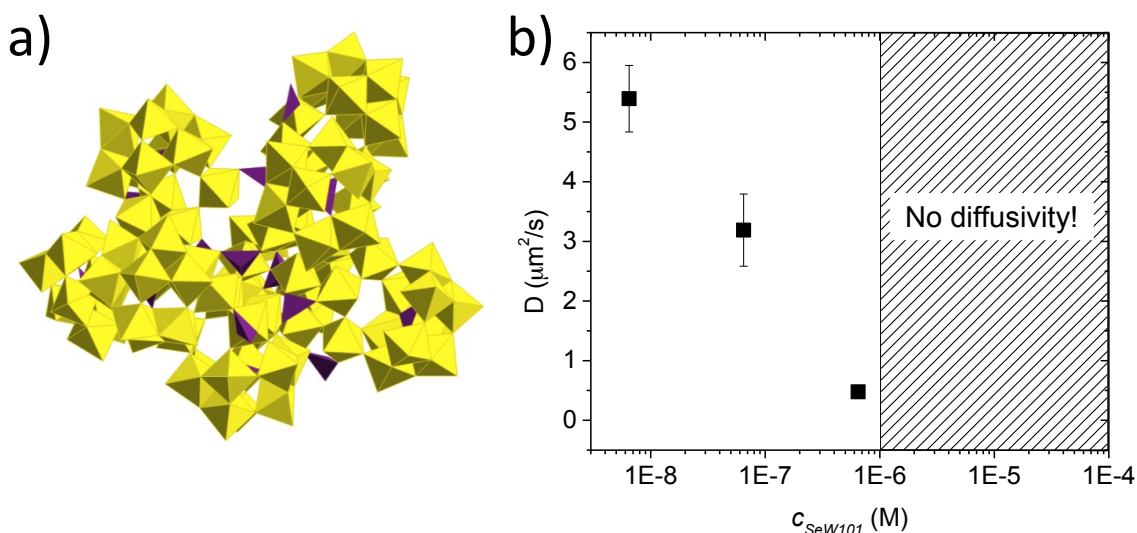 a)
b)
6
5
4
3
2
1
0
D (μm²/s)
No diffusivity!
1E-8 1E-7 1E-6 1E-5 1E-4
c_SeW101 (M)